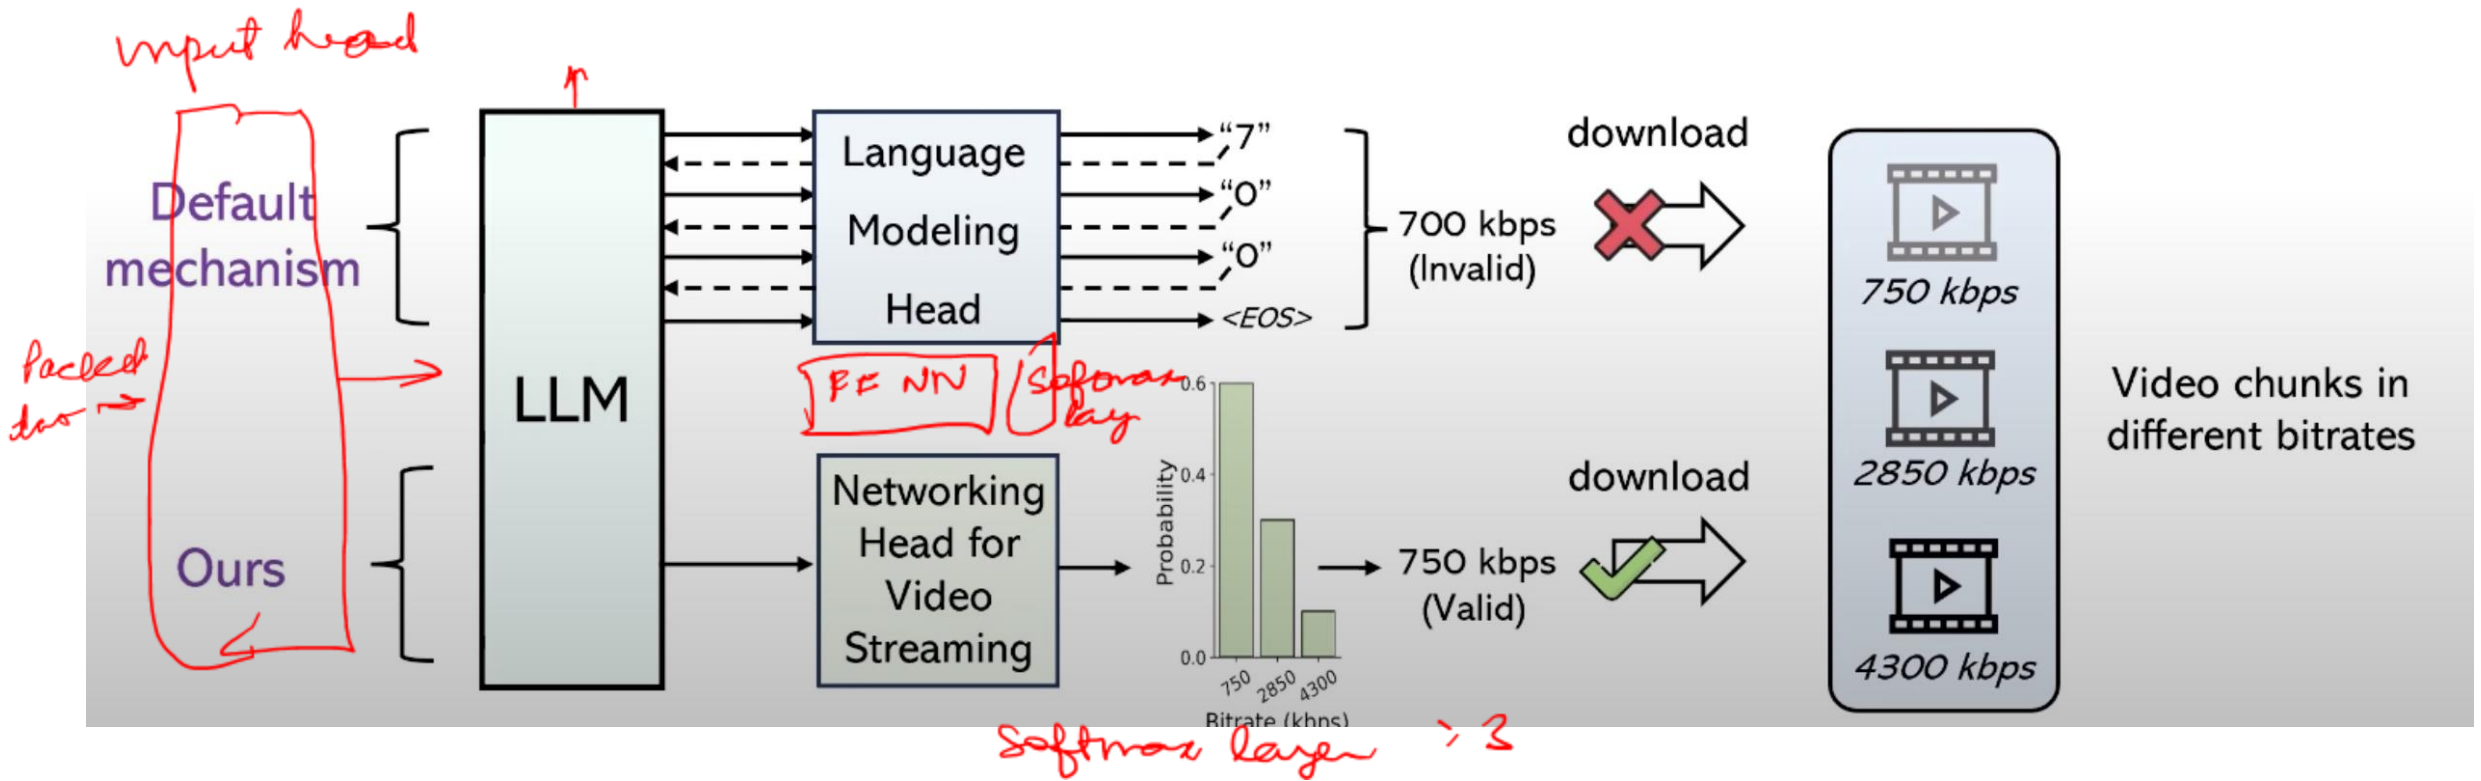 input head
Default
mechanism
Packed
Ours
LLM
Language
Modeling
Head
FF NN
Softmax
lay
Networking
Head for
Video
Streaming
“7”
“0”
“0”
<EOS>
700 kbps
(Invalid)
Probability
0.6
0.4
0.2
0.0
750
2850
4300
Bitrate (kbps)
750 kbps
(Valid)
download
download
750 kbps
2850 kbps
4300 kbps
Video chunks in
different bitrates
Softmax layer : 3